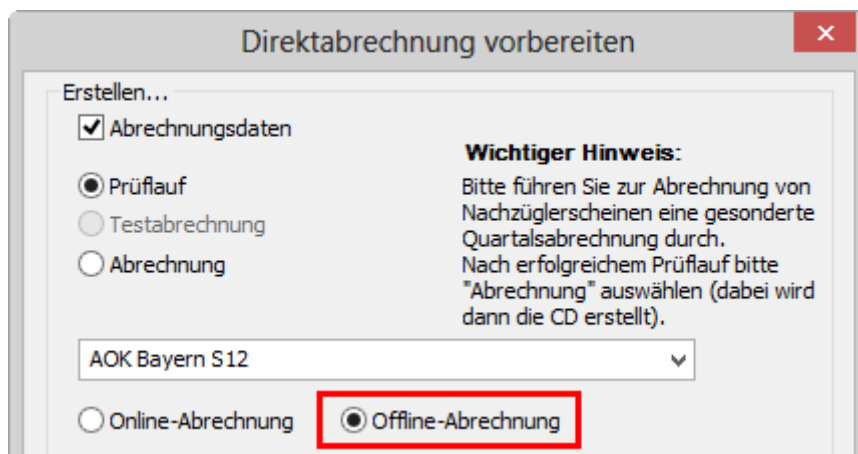 Direktabrechnung vorbereiten
Erstellen...
Abrechnungsdaten
Prüflauf
Testabrechnung
Abrechnung
Wichtiger Hinweis:
Bitte führen Sie zur Abrechnung von
Nachzüglerscheinen eine gesonderte
Quartalsabrechnung durch.
Nach erfolgreichem Prüflauf bitte
"Abrechnung" auswählen (dabei wird
dann die CD erstellt).
AOK Bayern S12
Online-Abrechnung
Offline-Abrechnung